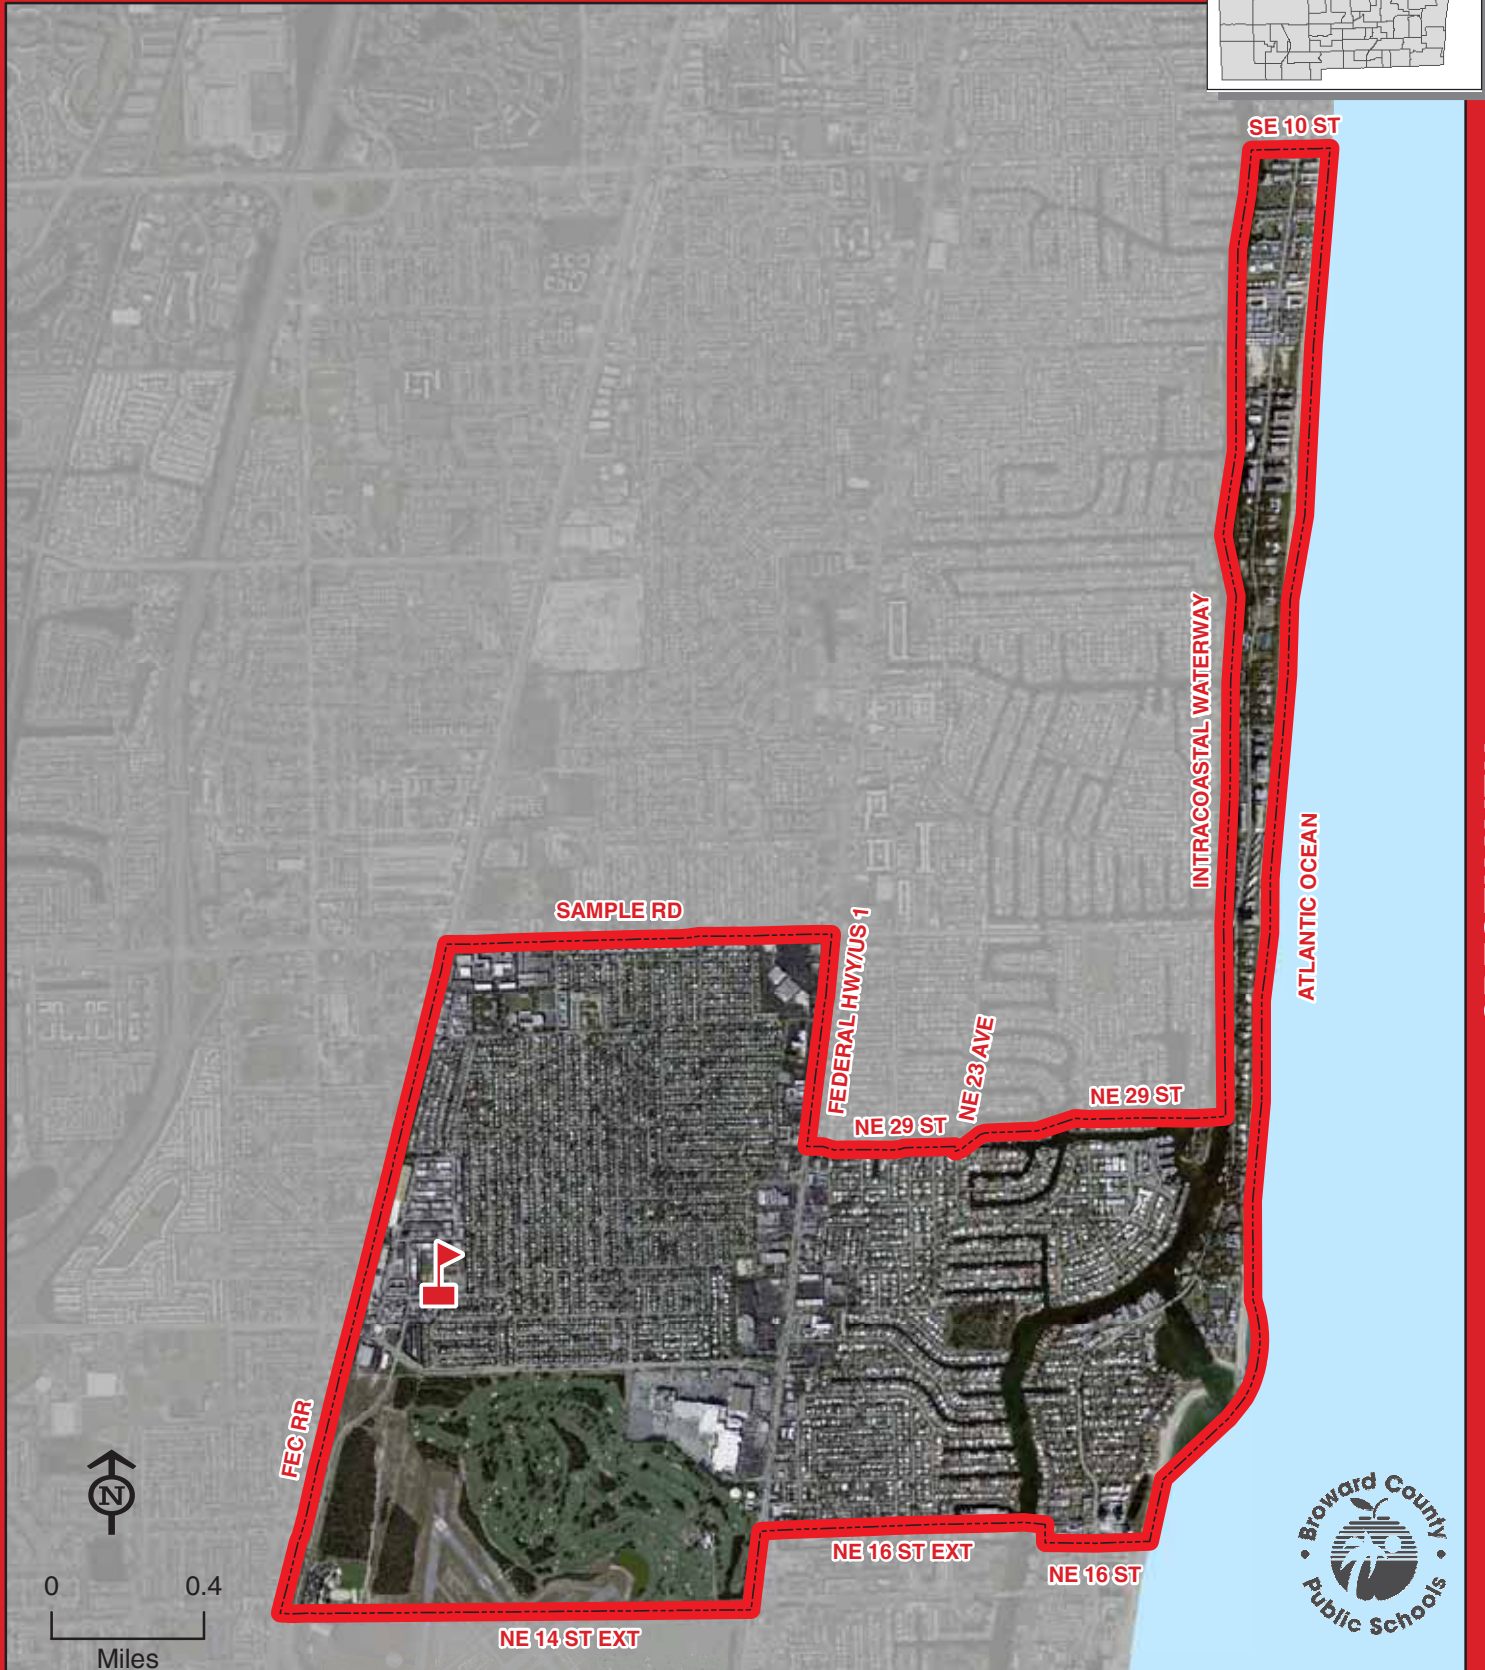 SE 10 ST
INTRACOASTAL WATERWAY
ATLANTIC OCEAN
SAMPLE RD
FEDERAL HWY/US 1
NE 23 AVE
NE 29 ST
NE 29 ST
FEC RR
N
NE 16 ST EXT
NE 16 ST
NE 14 ST EXT
0 0.4
Miles
Broward County
Public Schools